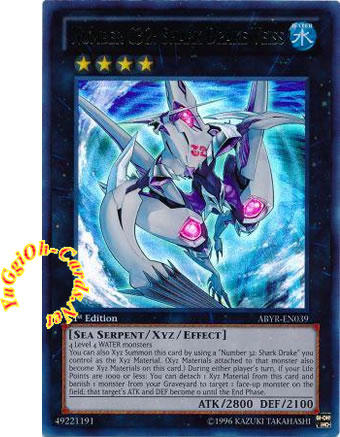 Number C32: Shark Drake Veiss
WATER
水
32
YuGgiOh-Cards.Net
1st Edition
ABYR-EN039
[SEA SERPENT/XYZ/EFFECT]
4 Level 4 WATER monsters
You can also Xyz Summon this card by using a "Number 32: Shark Drake" you
control as the Xyz Material. (Xyz Materials attached to that monster also
become Xyz Materials on this card.) During either player's turn, if your Life
Points are 1000 or less: You can detach 1 Xyz Material from this card and
banish 1 monster from your Graveyard to target 1 face-up monster on the
field; that target's ATK and DEF become 0 until the End Phase.
ATK/2800 DEF/2100
49221191
©1996 KAZUKI TAKAHASHI